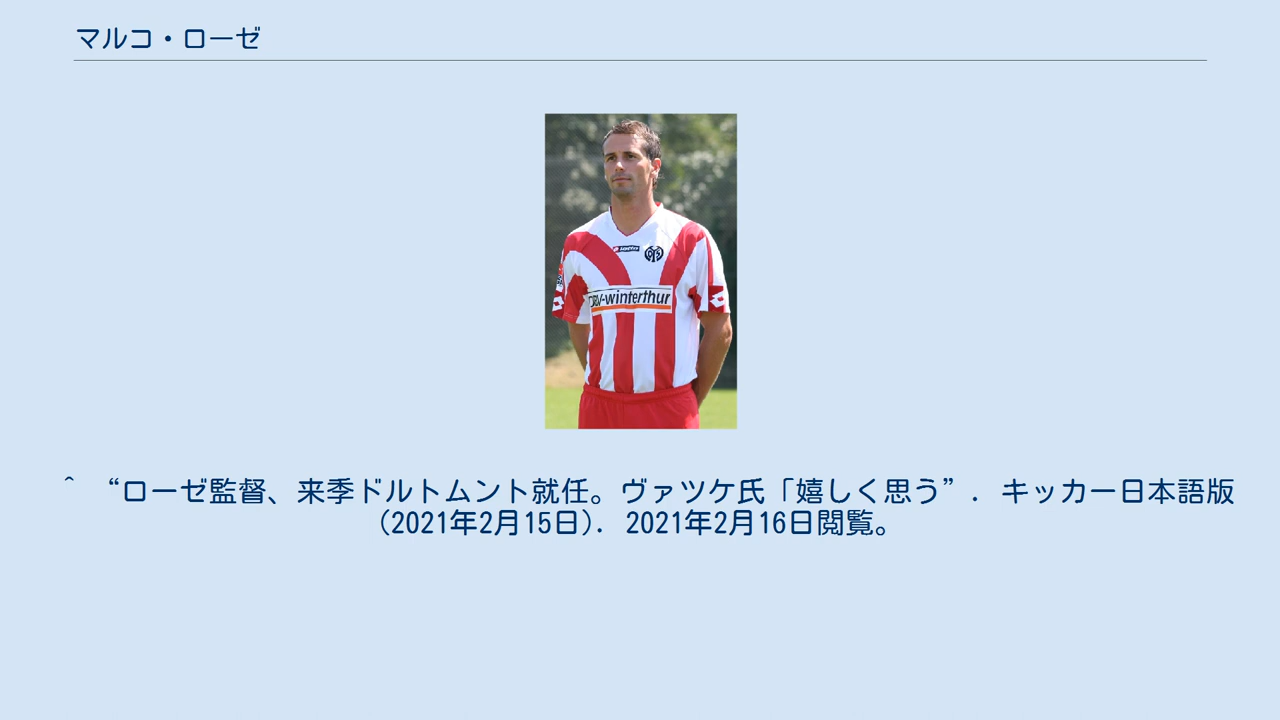 マルコ・ローゼ
lotto
DBV-winterthur
^ “ローゼ監督、来季ドルトムント就任。ヴァツケ氏「嬉しく思う”. キッカー日本語版
(2021年2月15日). 2021年2月16日閲覧。